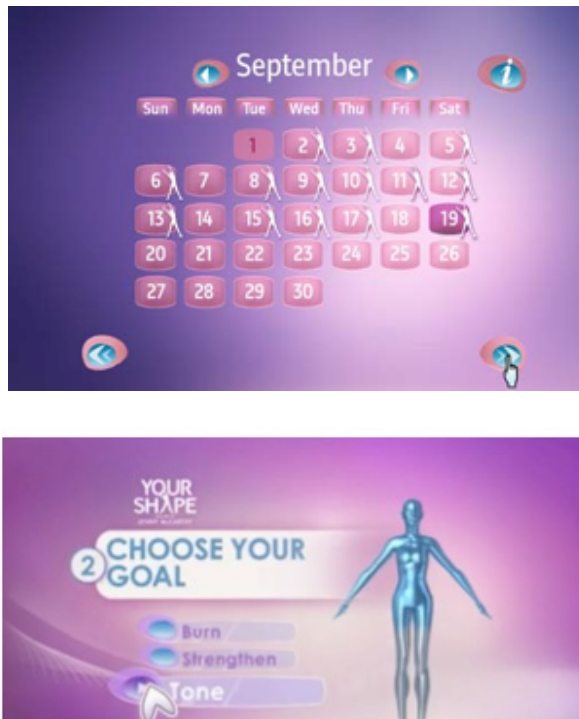 September
Sun Mon Tue Wed Thu Fri Sat
1 2 3 4 5
6 7 8 9 10 11 12
13 14 15 16 17 18 19
20 21 22 23 24 25 26
27 28 29 30
YOUR
SHAPE
2 CHOOSE YOUR
GOAL
Burn
Strengthen
Tone